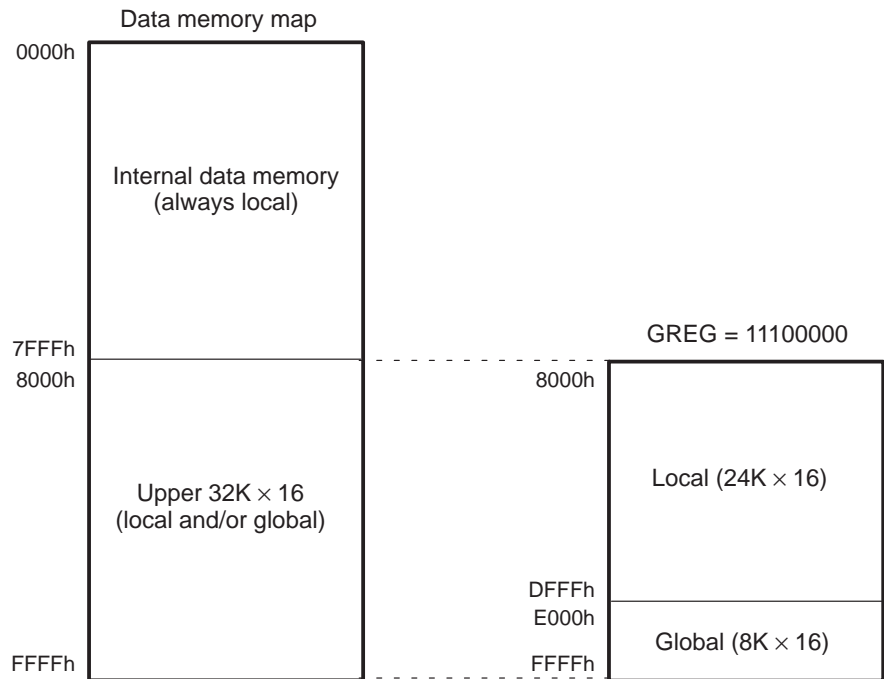 Data memory map
0000h
Internal data memory
(always local)
7FFFh
8000h
Upper 32K × 16
(local and/or global)
FFFFh
GREG = 11100000
8000h
Local (24K × 16)
DFFFh
E000h
Global (8K × 16)
FFFFh